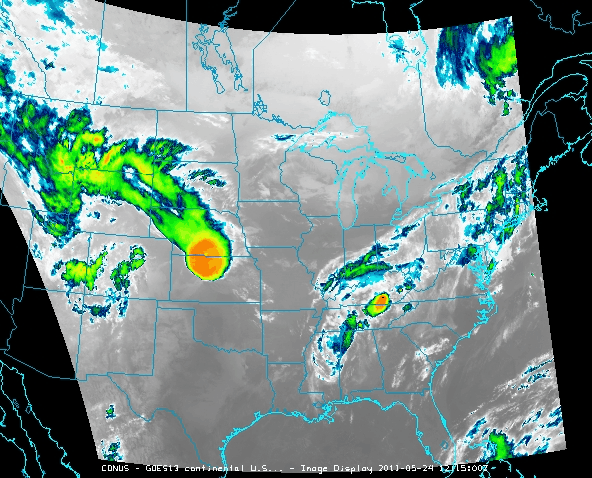 CONUS - GOES13 continental U.S... - Image Display 2011-05-24 12:15:00Z